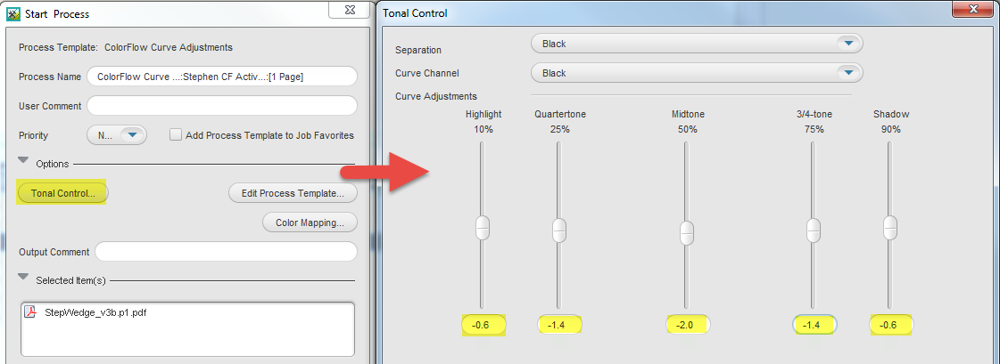 Start Process
Process Template: ColorFlow Curve Adjustments
Process Name ColorFlow Curve ...:Stephen CF Activ...:[1 Page]
User Comment
Priority N... Add Process Template to Job Favorites
Options
Tonal Control... Edit Process Template...
Color Mapping...
Output Comment
Selected Item(s)
StepWedge_v3b.p1.pdf
Tonal Control
Separation Black
Curve Channel Black
Curve Adjustments
Highlight Quartertone Midtone 3/4-tone Shadow
10% 25% 50% 75% 90%
-0.6 -1.4 -2.0 -1.4 -0.6